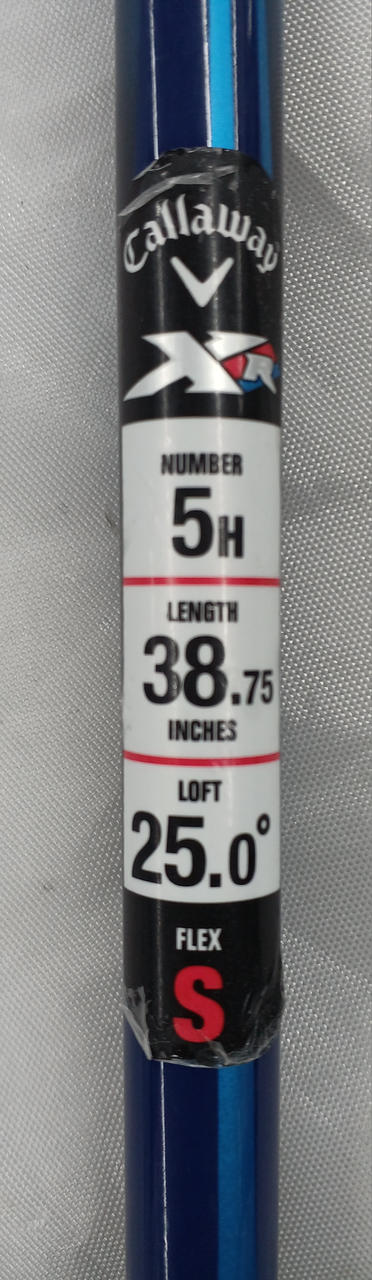 Callaway
XR
NUMBER
5H
LENGTH
38.75
INCHES
LOFT
25.0°
FLEX
S